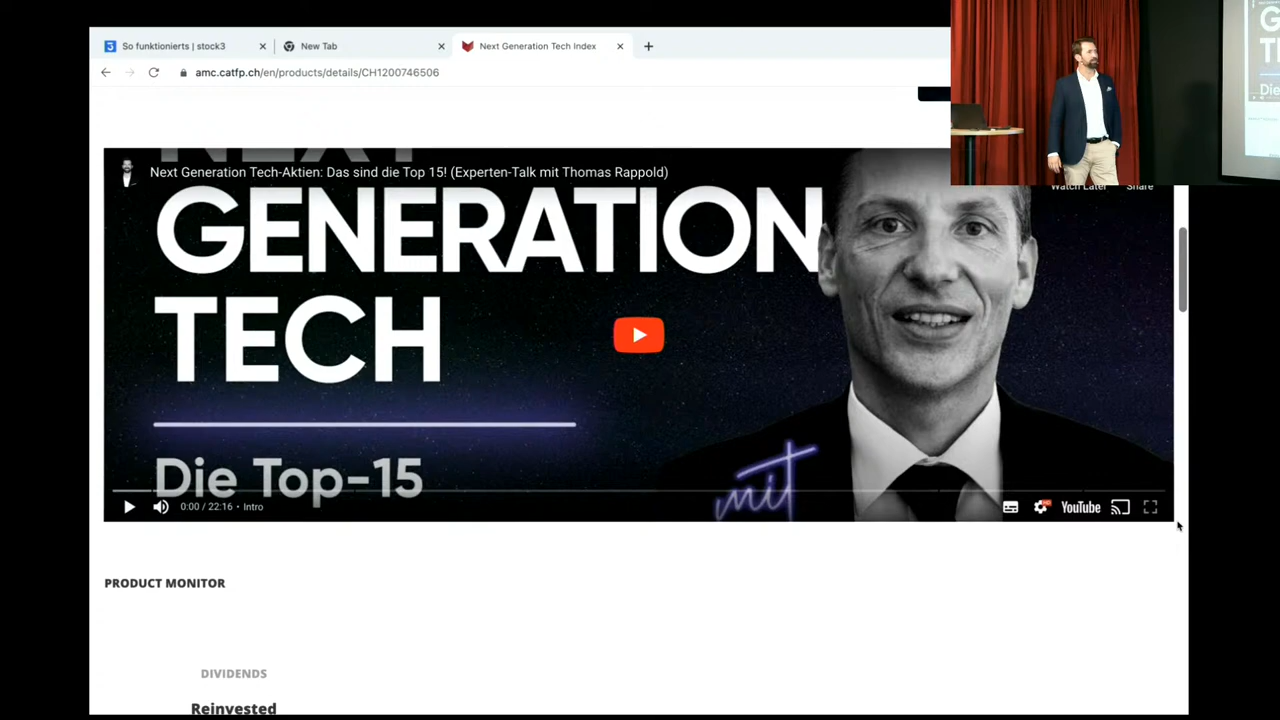 So funktionierts | stock3
New Tab
Next Generation Tech Index
amc.catfp.ch/en/products/details/CH1200746506
NEXT
Next Generation Tech-Aktien: Das sind die Top 15! (Experten-Talk mit Thomas Rappold)
Watch Later
Share
GENERATION
TECH
Die Top-15
mit
0:00 / 22:16 • Intro
YouTube
PRODUCT MONITOR
DIVIDENDS
Reinvested
G
Die